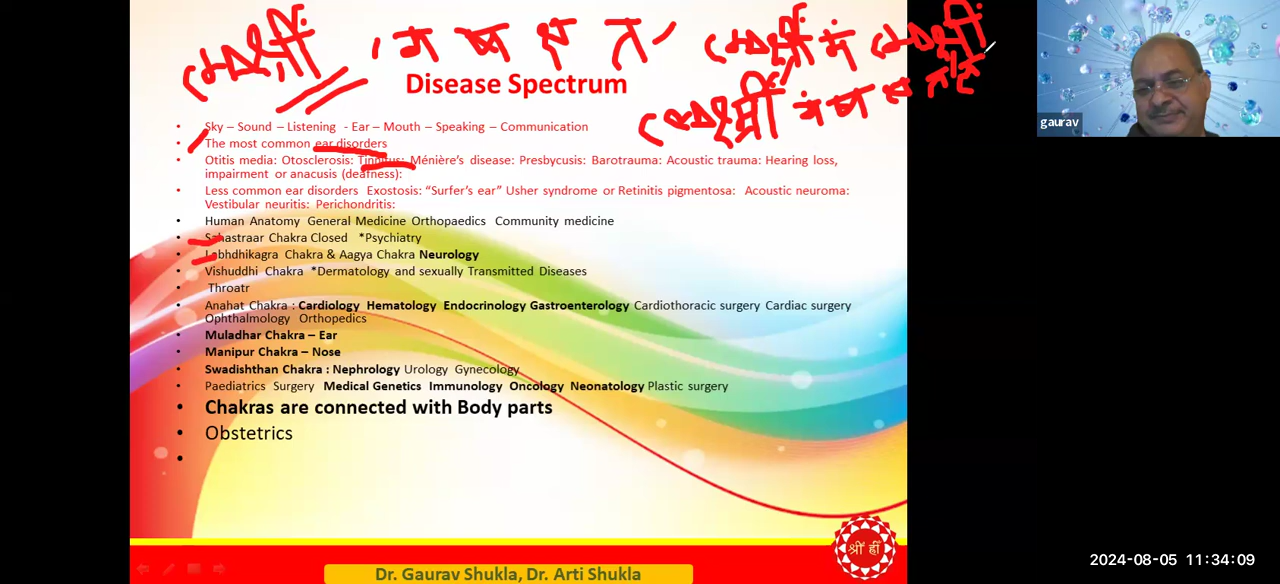 Disease Spectrum
• Sky – Sound – Listening - Ear – Mouth – Speaking – Communication
• The most common ear disorders
• Otitis media: Otosclerosis: Tinnitus: Ménière's disease: Presbycusis: Barotrauma: Acoustic trauma: Hearing loss,
impairment or anacusis (deafness):
• Less common ear disorders Exostosis: “Surfer's ear” Usher syndrome or Retinitis pigmentosa: Acoustic neuroma:
Vestibular neuritis: Perichondritis:
• Human Anatomy General Medicine Orthopaedics Community medicine
• Sahastraar Chakra Closed *Psychiatry
• Labhdhikagra Chakra & Aagya Chakra Neurology
• Vishuddhi Chakra *Dermatology and sexually Transmitted Diseases
• Throatr
• Anahat Chakra : Cardiology Hematology Endocrinology Gastroenterology Cardiothoracic surgery Cardiac surgery
Ophthalmology Orthopedics
• Muladhar Chakra – Ear
• Manipur Chakra – Nose
• Swadishthan Chakra : Nephrology Urology Gynecology
• Paediatrics Surgery Medical Genetics Immunology Oncology Neonatology Plastic surgery
• Chakras are connected with Body parts
• Obstetrics
•
Dr. Gaurav Shukla, Dr. Arti Shukla
श्रीं ह्रीं
gaurav
2024-08-05 11:34:09